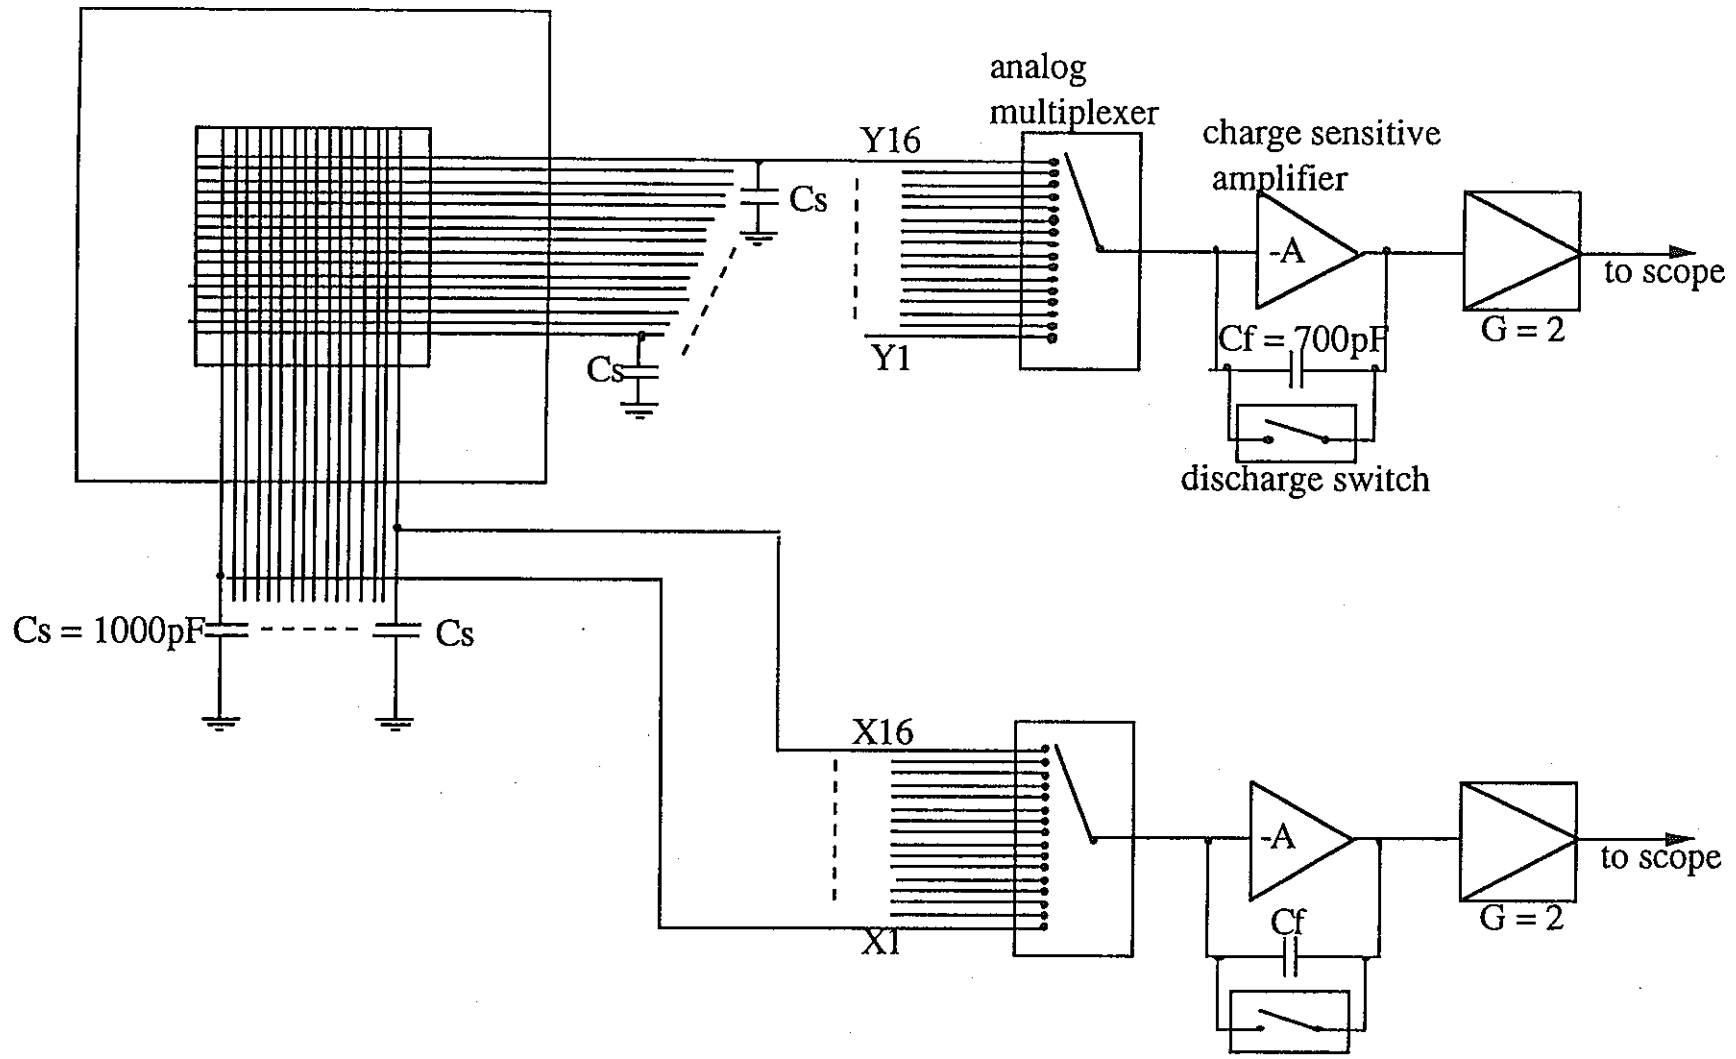 analog
multiplexer
Y16
charge sensitive
amplifier
Cs
-A
to scope
G = 2
Cf = 700pF
Y1
Cs
discharge switch
Cs = 1000pF
Cs
X16
-A
to scope
G = 2
Cf
X1